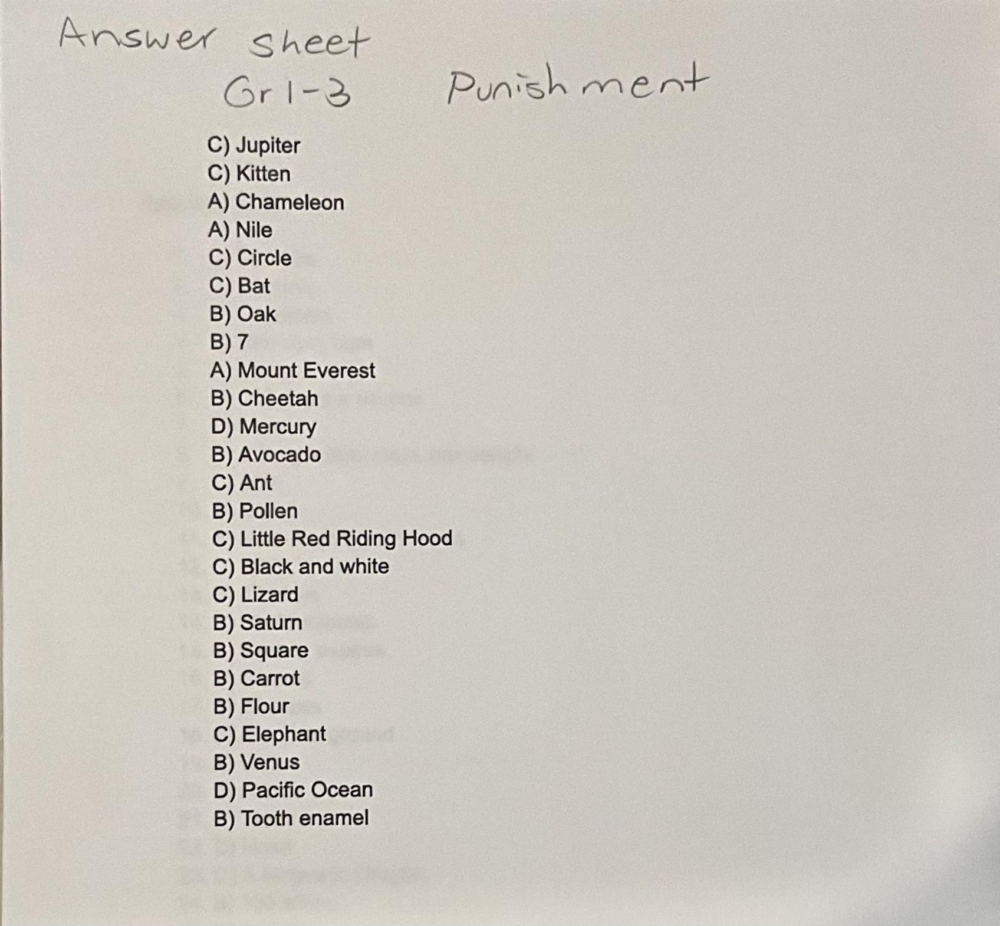 Answer sheet
Gr 1-3 Punishment
C) Jupiter
C) Kitten
A) Chameleon
A) Nile
C) Circle
C) Bat
B) Oak
B) 7
A) Mount Everest
B) Cheetah
D) Mercury
B) Avocado
C) Ant
B) Pollen
C) Little Red Riding Hood
C) Black and white
C) Lizard
B) Saturn
B) Square
B) Carrot
B) Flour
C) Elephant
B) Venus
D) Pacific Ocean
B) Tooth enamel